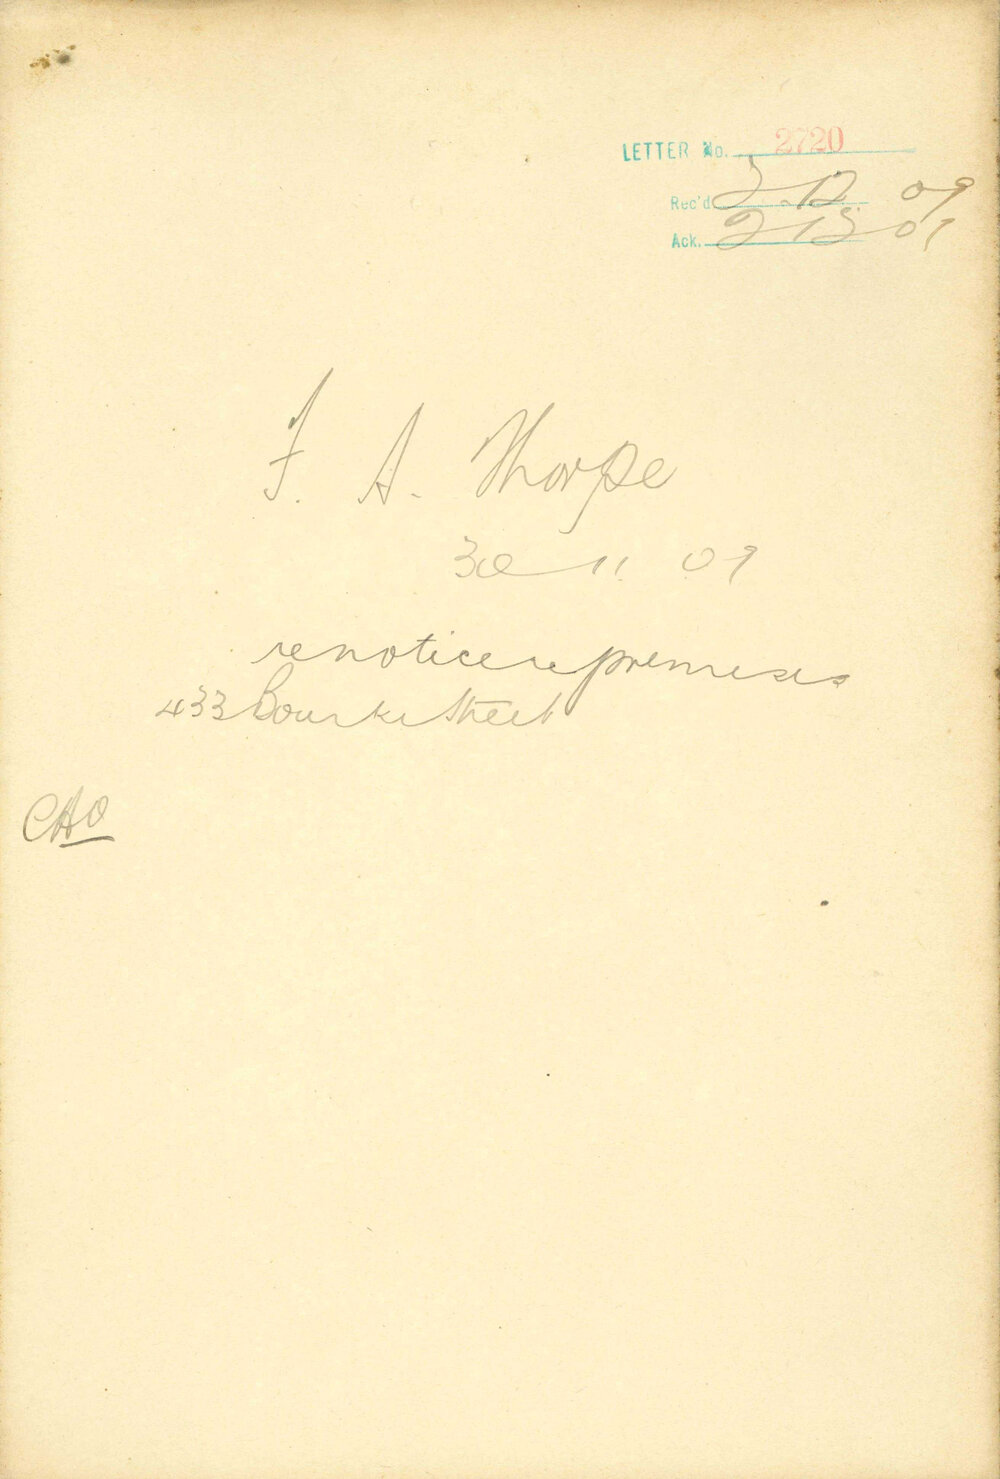 LETTER No. 2720
Rec'd 2 12 09
Ack. 2 12 09
F. A. Thorpe
30 11 09
re notice re premises
433 Bourke Street
CHO